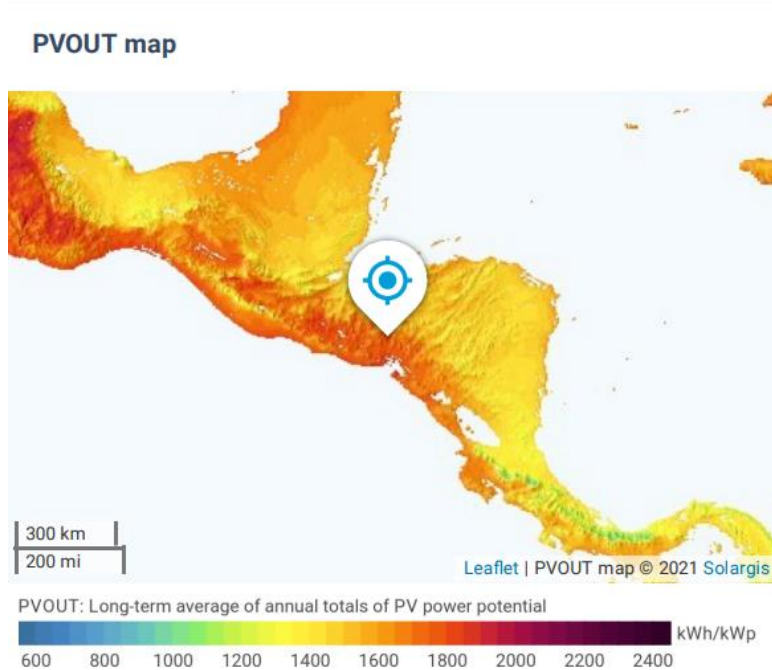 PVOUT map
300 km
200 mi
Leaflet | PVOUT map © 2021 Solargis
PVOUT: Long-term average of annual totals of PV power potential
kWh/kWp
600 800 1000 1200 1400 1600 1800 2000 2200 2400